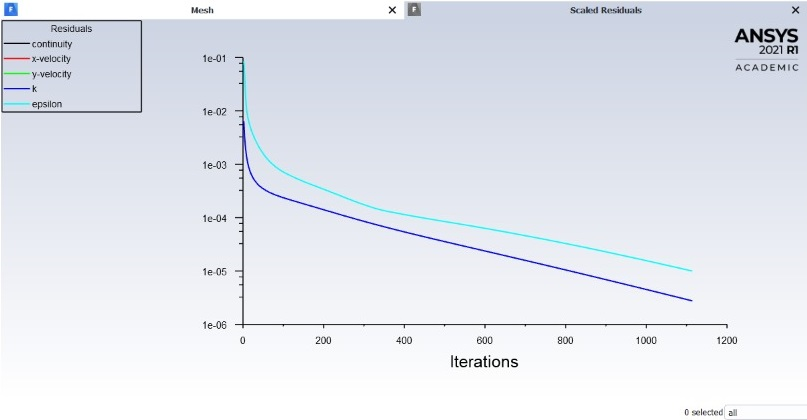 F Mesh F Scaled Residuals
Residuals
continuity
x-velocity
y-velocity
k
epsilon
ANSYS
2021 R1
ACADEMIC
1e-01
1e-02
1e-03
1e-04
1e-05
1e-06
0 200 400 600 800 1000 1200
Iterations
0 selected all